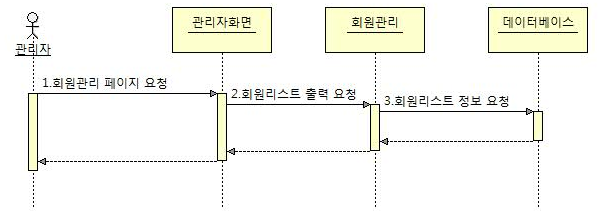 관리자
관리자화면
회원관리
데이터베이스
1.회원관리 페이지 요청
2.회원리스트 출력 요청
3.회원리스트 정보 요청